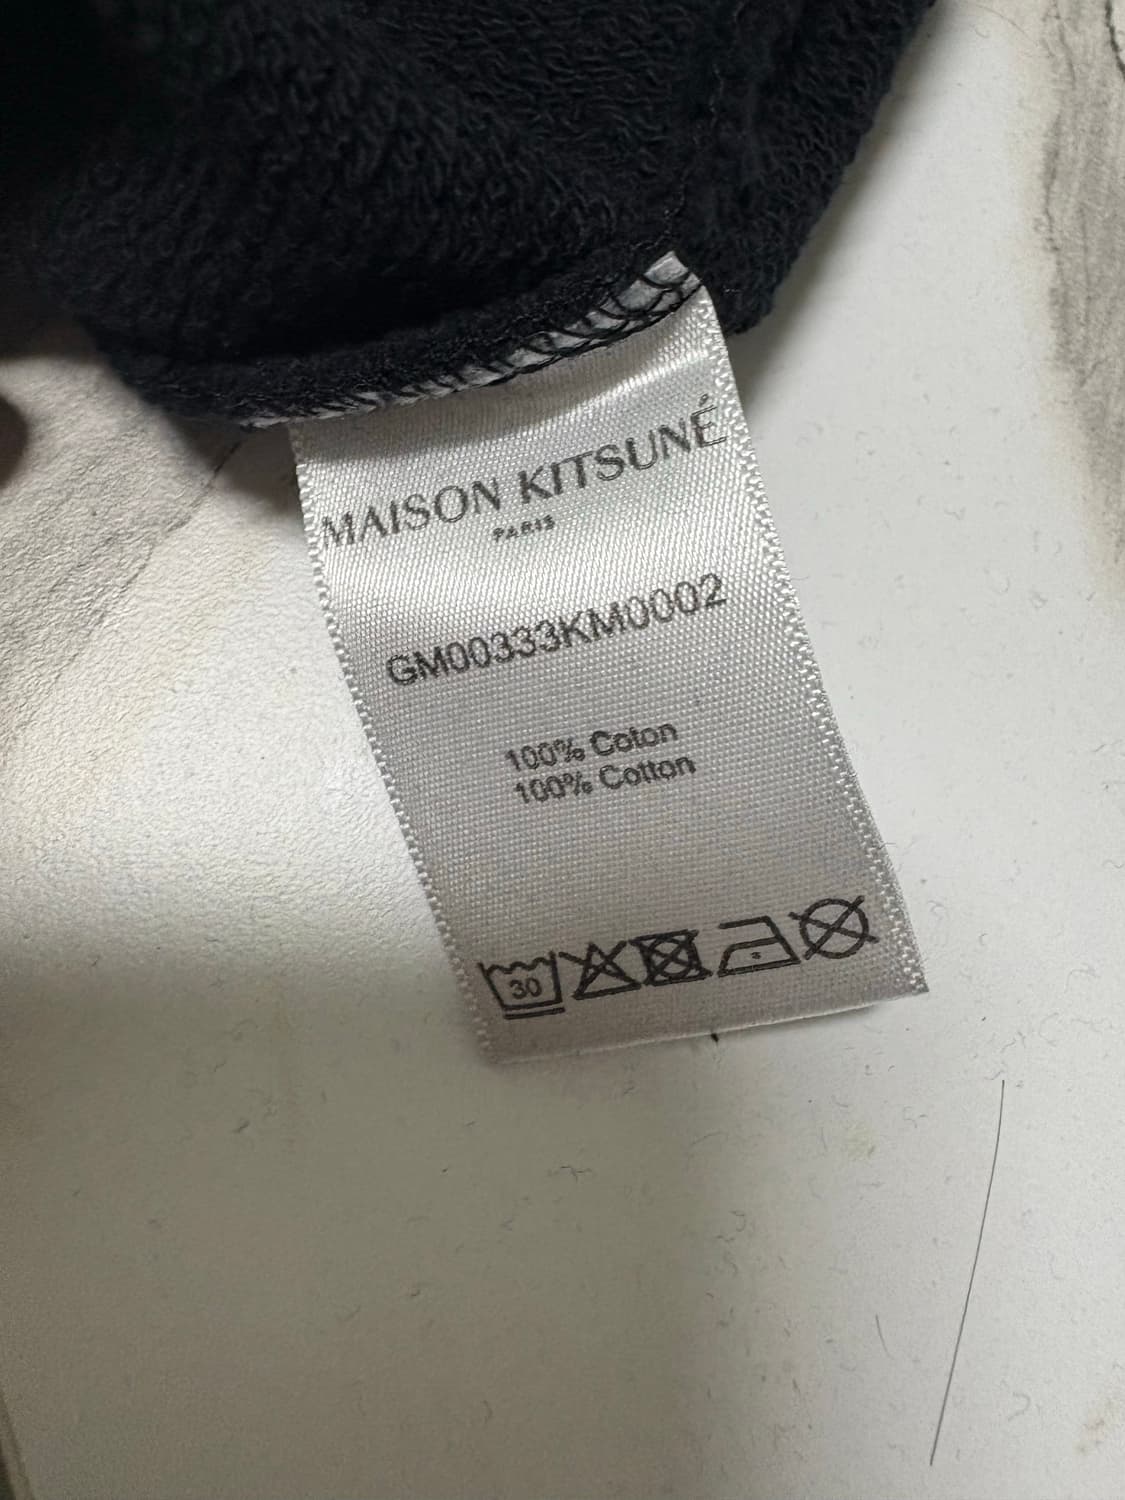 MAISON KITSUNÉ
PARIS
GM00333KM0002
100% Coton
100% Cotton
30